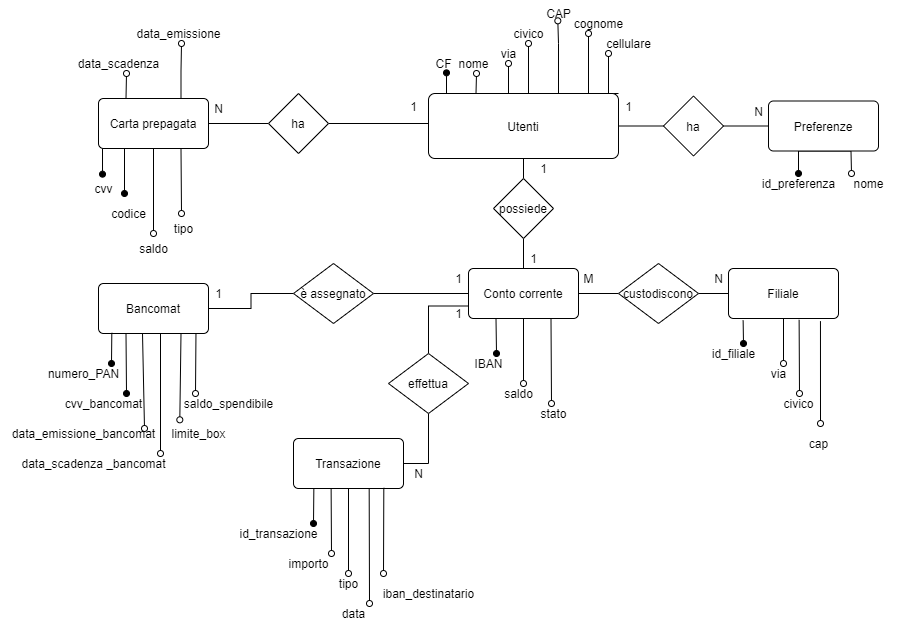 CAP
cognome
data_emissione
civico
cellulare
via
data_scadenza
CF
nome
N
1
1
N
Carta prepagata
ha
Utenti
ha
Preferenze
1
cvv
id_preferenza
nome
codice
possiede
tipo
saldo
1
1
1
M
N
è assegnato
Conto corrente
custodiscono
Filiale
Bancomat
1
id_filiale
IBAN
numero_PAN
via
effettua
saldo
cvv_bancomat
saldo_spendibile
civico
stato
data_emissione_bancomat
limite_box
cap
data_scadenza _bancomat
Transazione
N
id_transazione
importo
tipo
iban_destinatario
data